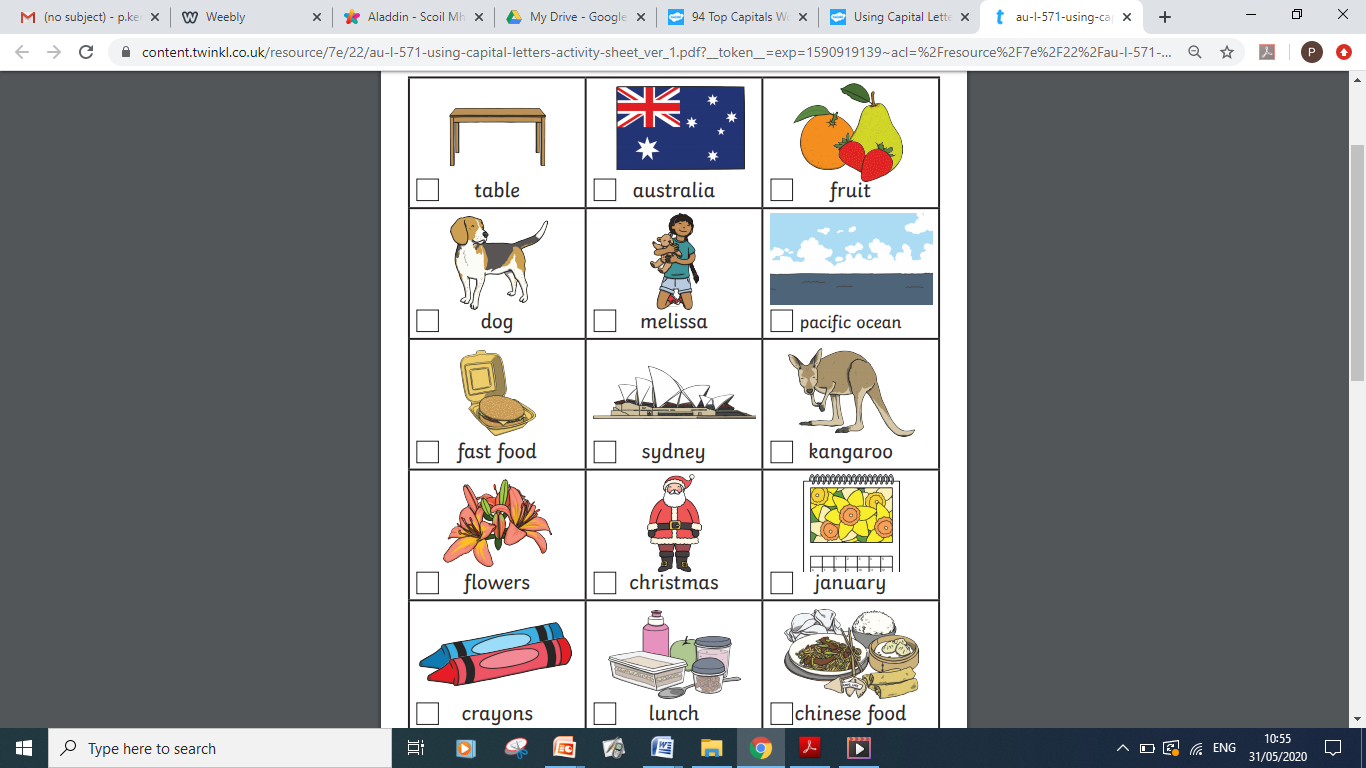 (no subject) - p.ke
Weebly
Aladdin - Scoil Mh
My Drive - Google
94 Top Capitals Wo
Using Capital Lette
au-l-571-using-cap
content.twinkl.co.uk/resource/7e/22/au-l-571-using-capital-letters-activity-sheet_ver_1.pdf?__token__=exp=1590919139~acl=%2Fresource%2F7e%2F22%2Fau-l-571-...
P
table australia fruit
dog melissa pacific ocean
fast food sydney kangaroo
flowers christmas january
crayons lunch chinese food
Type here to search
ENG
10:55
31/05/2020